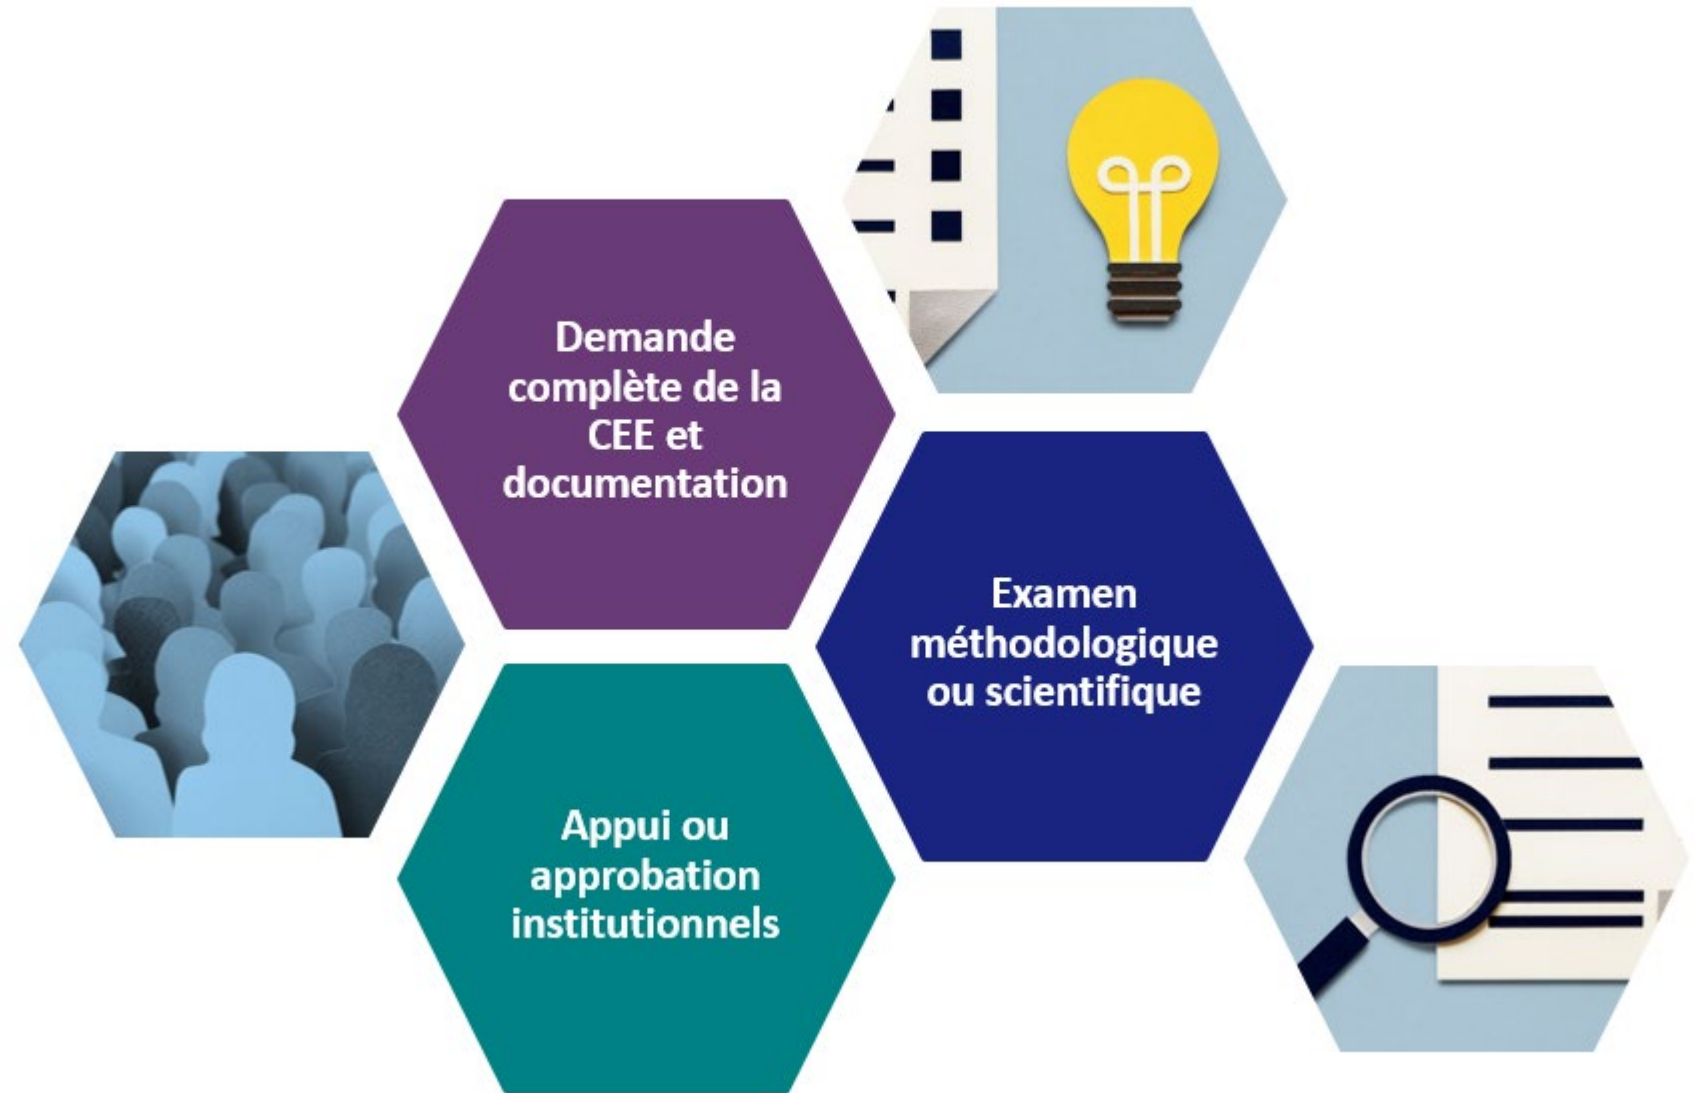 Demande
complète de la
CEE et
documentation
Examen
méthodologique
ou scientifique
Appui ou
approbation
institutionnels